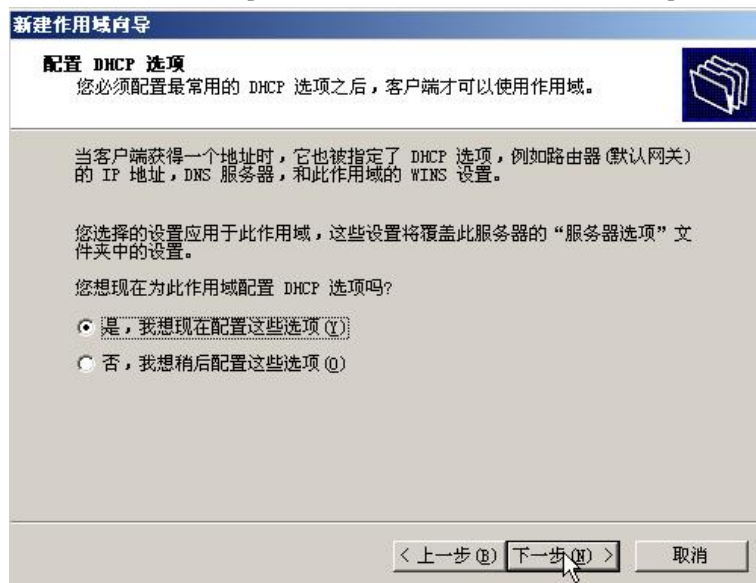 新建作用域向导
配置 DHCP 选项
您必须配置最常用的 DHCP 选项之后，客户端才可以使用作用域。
当客户端获得一个地址时，它也被指定了 DHCP 选项，例如路由器(默认网关)
的 IP 地址，DNS 服务器，和此作用域的 WINS 设置。
您选择的设置应用于此作用域，这些设置将覆盖此服务器的“服务器选项”文
件夹中的设置。
您想现在为此作用域配置 DHCP 选项吗?
是，我想现在配置这些选项(Y)
否，我想稍后配置这些选项(O)
< 上一步(B) 下一步(N) > 取消